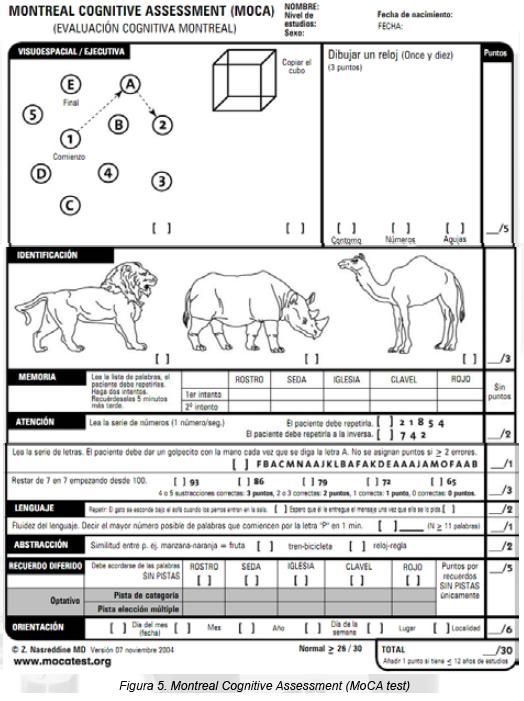 MONTREAL COGNITIVE ASSESSMENT (MOCA)
(EVALUACIÓN COGNITIVA MONTREAL)
NOMBRE:
Nivel de estudios:
Sexo:
Fecha de nacimiento:
FECHA:
VISUOESPACIAL / EJECUTIVA
E
Final
A
5
B
2
1
Comienzo
D
4
3
C
[ ]
Copiar el cubo
[ ]
Dibujar un reloj (Once y diez)
(3 puntos)
[ ] [ ] [ ]
Contorno Números Agujas
Puntos
__/5
IDENTIFICACIÓN
[ ] [ ] [ ]
__/3
MEMORIA
Lea la lista de palabras, el
paciente debe repetirlas.
Haga dos intentos.
Recuérdeselas 5 minutos
más tarde.
ROSTRO SEDA IGLESIA CLAVEL ROJO
1er intento
2º intento
Sin puntos
ATENCIÓN
Lea la serie de números (1 número/seg.)
El paciente debe repetirla. [ ] 2 1 8 5 4
El paciente debe repetirla a la inversa. [ ] 7 4 2
__/2
Lea la serie de letras. El paciente debe dar un golpecito con la mano cada vez que se diga la letra A. No se asignan puntos si ≥ 2 errores.
[ ] F B A C M N A A J K L B A F A K D E A A A J A M O F A A B
__/1
Restar de 7 en 7 empezando desde 100. [ ] 93 [ ] 86 [ ] 79 [ ] 72 [ ] 65
4 o 5 sustracciones correctas: 3 puntos, 2 o 3 correctas: 2 puntos, 1 correcta: 1 punto, 0 correctas: 0 puntos.
__/3
LENGUAJE
Repetir: El gato se esconde bajo el sofá cuando los perros entran en la sala. [ ] Espero que él le entregue el mensaje una vez que ella se lo pida. [ ]
__/2
Fluidez del lenguaje. Decir el mayor número posible de palabras que comiencen por la letra "P" en 1 min. [ ]____ (N ≥ 11 palabras)
__/1
ABSTRACCIÓN
Similitud entre p. ej. manzana-naranja = fruta [ ] tren-bicicleta [ ] reloj-regla
__/2
RECUERDO DIFERIDO
Debe acordarse de las palabras
SIN PISTAS
ROSTRO SEDA IGLESIA CLAVEL ROJO
[ ] [ ] [ ] [ ] [ ]
Puntos por recuerdos SIN PISTAS únicamente
__/5
Optativo
Pista de categoría
Pista elección múltiple
ORIENTACIÓN
[ ] Día del mes (fecha) [ ] Mes [ ] Año [ ] Día de la semana [ ] Lugar [ ] Localidad
__/6
© Z. Nasreddine MD Versión 07 noviembre 2004
www.mocatest.org
Normal ≥ 26 / 30
TOTAL __/30
Añadir 1 punto si tiene ≤ 12 años de estudios
Figura 5. Montreal Cognitive Assessment (MoCA test)